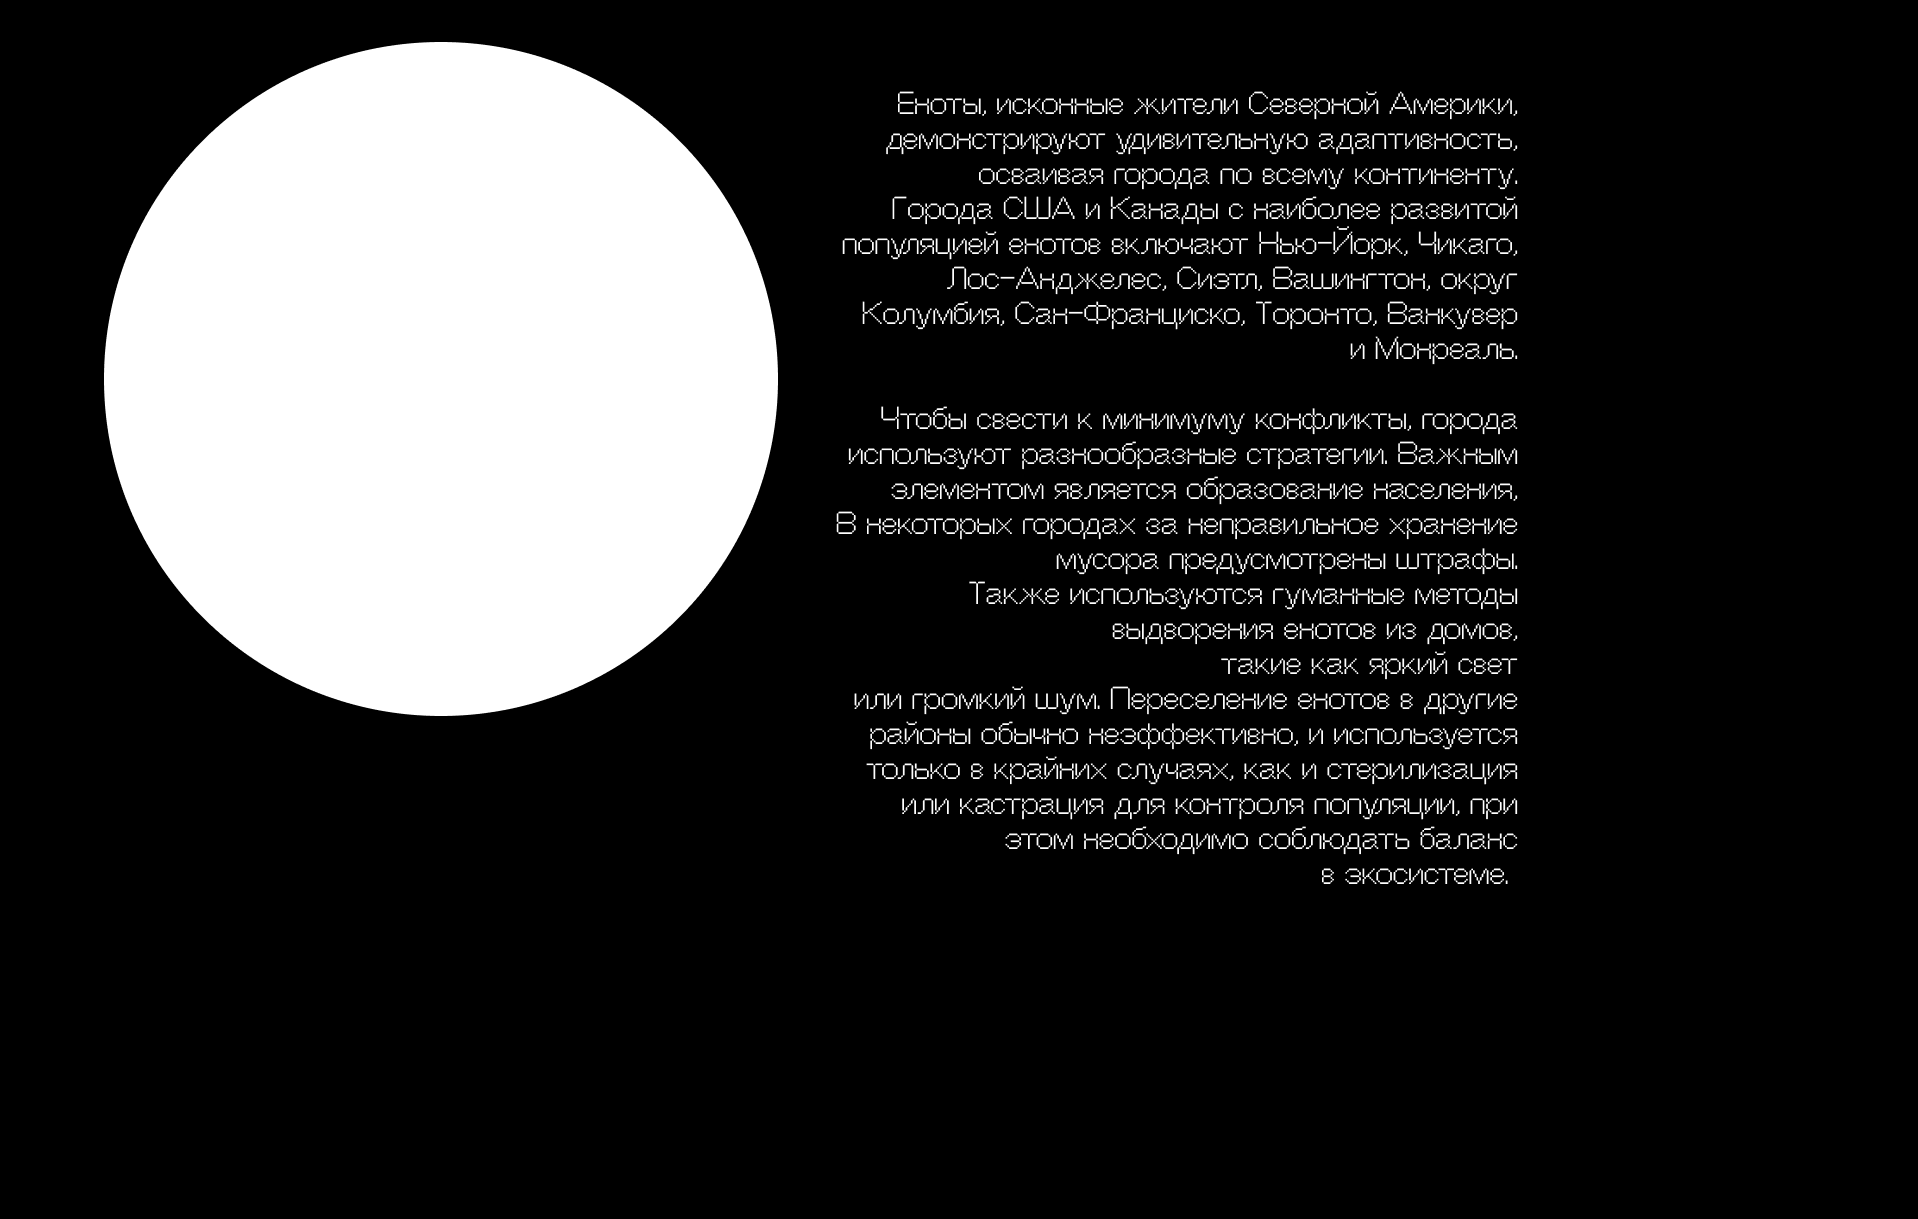 Еноты, исконные жители Северной Америки,
демонстрируют удивительную адаптивность,
осваивая города по всему континенту.
Города США и Канады с наиболее развитой
популяцией енотов включают Нью-Йорк, Чикаго,
Лос-Анджелес, Сиэтл, Вашингтон, округ
Колумбия, Сан-Франциско, Торонто, Ванкувер
и Монреаль.
Чтобы свести к минимуму конфликты, города
используют разнообразные стратегии. Важным
элементом является образование населения,
В некоторых городах за неправильное хранение
мусора предусмотрены штрафы.
Также используются гуманные методы
выдворения енотов из домов,
такие как яркий свет
или громкий шум. Переселение енотов в другие
районы обычно неэффективно, и используется
только в крайних случаях, как и стерилизация
или кастрация для контроля популяции, при
этом необходимо соблюдать баланс
в экосистеме.